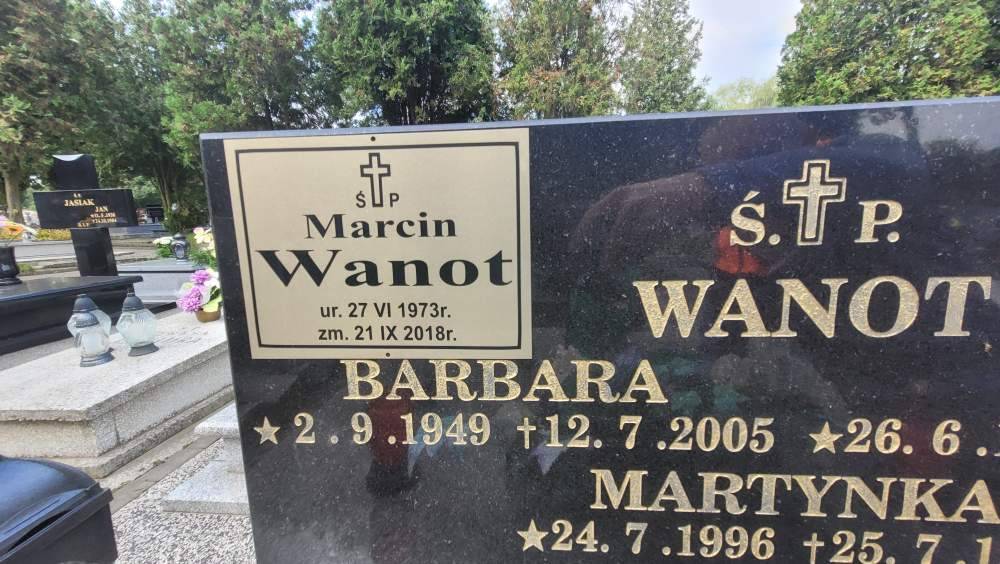 Ś P
Marcin
Wanot
ur. 27 VI 1973r.
zm. 21 IX 2018r.
Ś. P.
WANOT
BARBARA
★2.9.1949 †12.7.2005 ★26.6.
MARTYNKA
★24.7.1996 †25.7.1
JASIAK
JAN